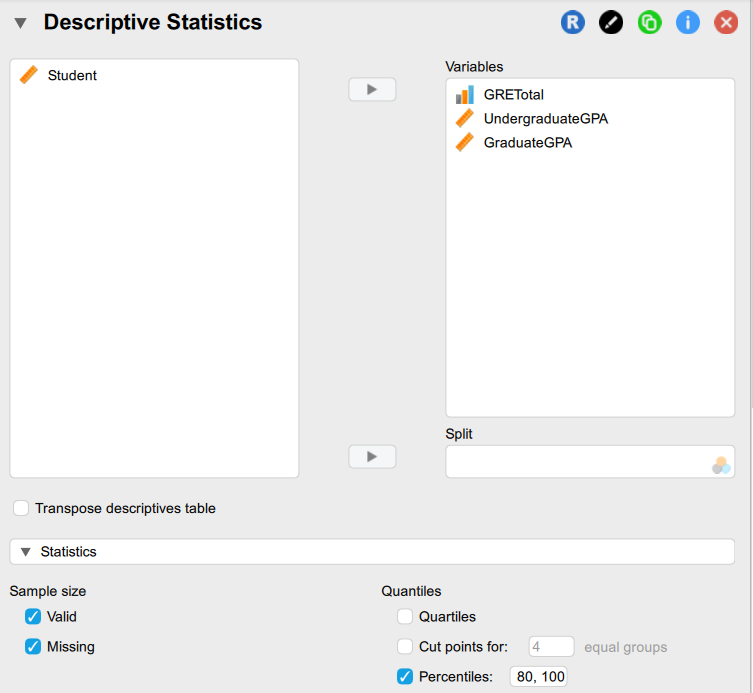 Descriptive Statistics
R
i
Student
Variables
GRETotal
UndergraduateGPA
GraduateGPA
Split
Transpose descriptives table
Statistics
Sample size
Quantiles
Valid
Quartiles
Missing
Cut points for: 4 equal groups
Percentiles: 80, 100